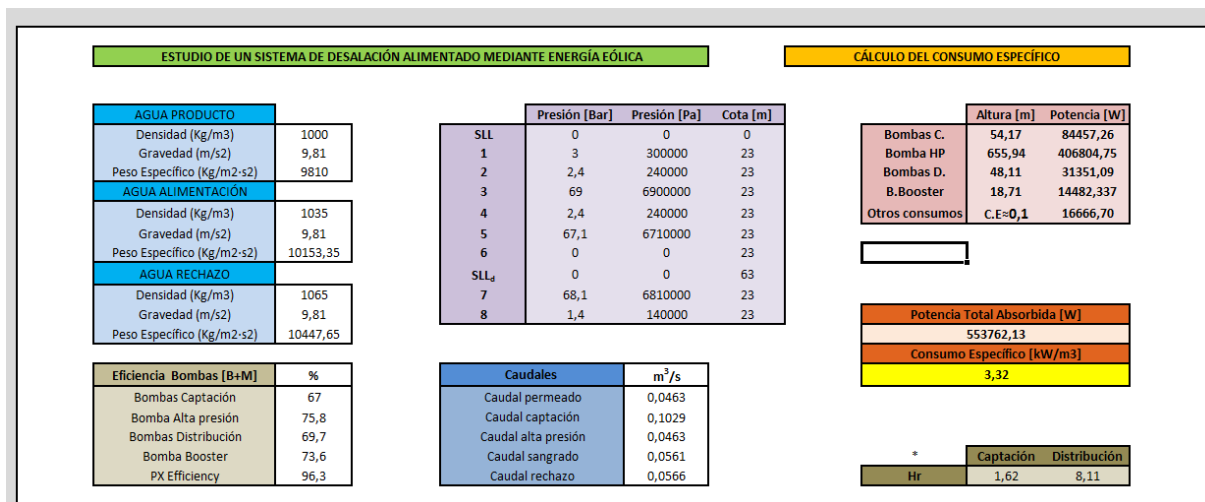 ESTUDIO DE UN SISTEMA DE DESALACIÓN ALIMENTADO MEDIANTE ENERGÍA EÓLICA
CÁLCULO DEL CONSUMO ESPECÍFICO
AGUA PRODUCTO
Densidad (Kg/m3) 1000
Gravedad (m/s2) 9,81
Peso Específico (Kg/m2·s2) 9810
AGUA ALIMENTACIÓN
Densidad (Kg/m3) 1035
Gravedad (m/s2) 9,81
Peso Específico (Kg/m2·s2) 10153,35
AGUA RECHAZO
Densidad (Kg/m3) 1065
Gravedad (m/s2) 9,81
Peso Específico (Kg/m2·s2) 10447,65
Presión [Bar] Presión [Pa] Cota [m]
SLL 0 0 0
1 3 300000 23
2 2,4 240000 23
3 69 6900000 23
4 2,4 240000 23
5 67,1 6710000 23
6 0 0 23
SLLd 0 0 63
7 68,1 6810000 23
8 1,4 140000 23
Altura [m] Potencia [W]
Bombas C. 54,17 84457,26
Bomba HP 655,94 406804,75
Bombas D. 48,11 31351,09
B.Booster 18,71 14482,337
Otros consumos C.E≈0,1 16666,70
Potencia Total Absorbida [W]
553762,13
Consumo Específico [kW/m3]
3,32
Eficiencia Bombas [B+M] %
Bombas Captación 67
Bomba Alta presión 75,8
Bombas Distribución 69,7
Bomba Booster 73,6
PX Efficiency 96,3
Caudales m³/s
Caudal permeado 0,0463
Caudal captación 0,1029
Caudal alta presión 0,0463
Caudal sangrado 0,0561
Caudal rechazo 0,0566
* Captación Distribución
Hr 1,62 8,11